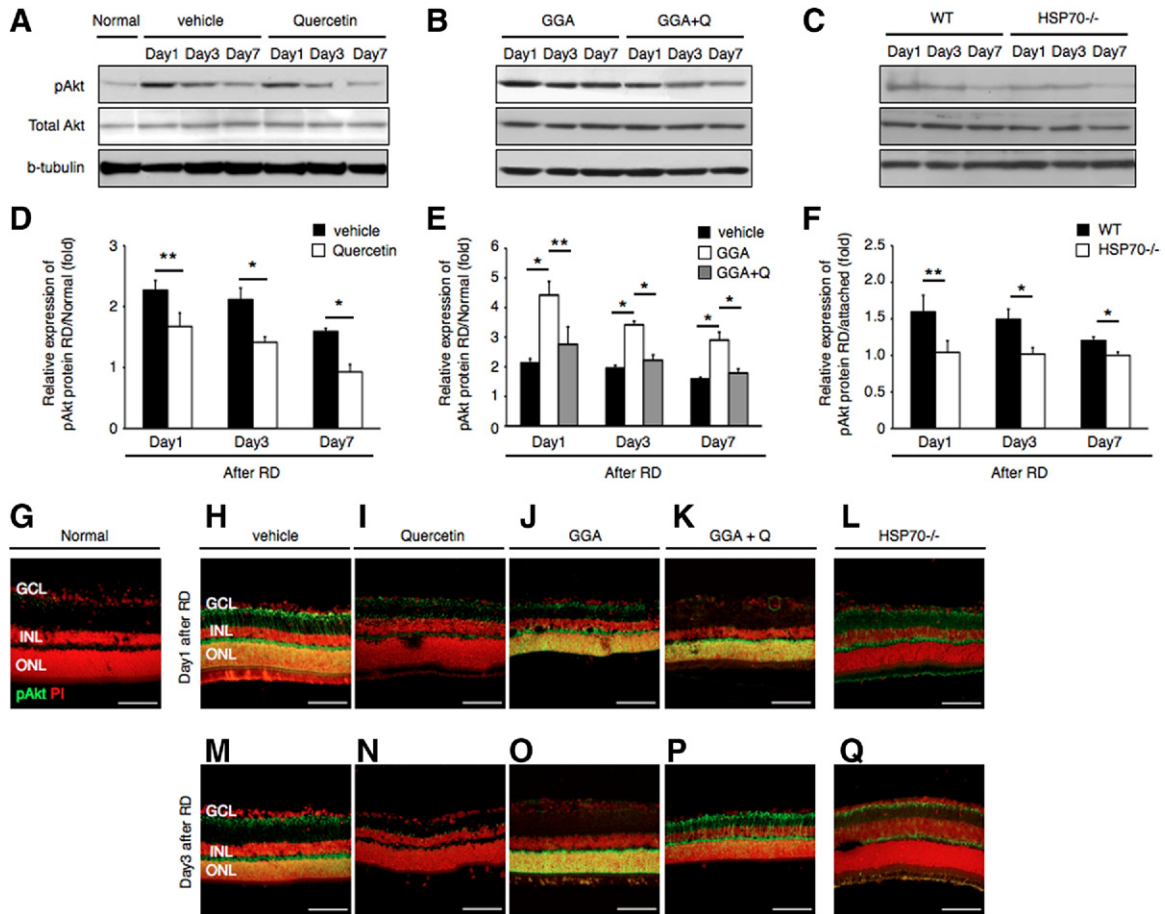 A B C
Normal vehicle Quercetin GGA GGA+Q WT HSP70-/-
Day1 Day3 Day7 Day1 Day3 Day7 Day1 Day3 Day7 Day1 Day3 Day7 Day1 Day3 Day7 Day1 Day3 Day7
pAkt
Total Akt
b-tubulin
D
Relative expression of
pAkt protein RD/Normal (fold)
3
2
1
0
vehicle
Quercetin
** * *
Day1 Day3 Day7
After RD
E
Relative expression of
pAkt protein RD/Normal (fold)
6
5
4
3
2
1
0
vehicle
GGA
GGA+Q
* ** * * * *
Day1 Day3 Day7
After RD
F
Relative expression of
pAkt protein RD/attached (fold)
2.5
2.0
1.5
1.0
0.5
0
WT
HSP70-/-
** * *
Day1 Day3 Day7
After RD
G H I J K L
Normal vehicle Quercetin GGA GGA + Q HSP70-/-
Day1 after RD
GCL
INL
ONL
pAkt PI
GCL
INL
ONL
M N O P Q
Day3 after RD
GCL
INL
ONL